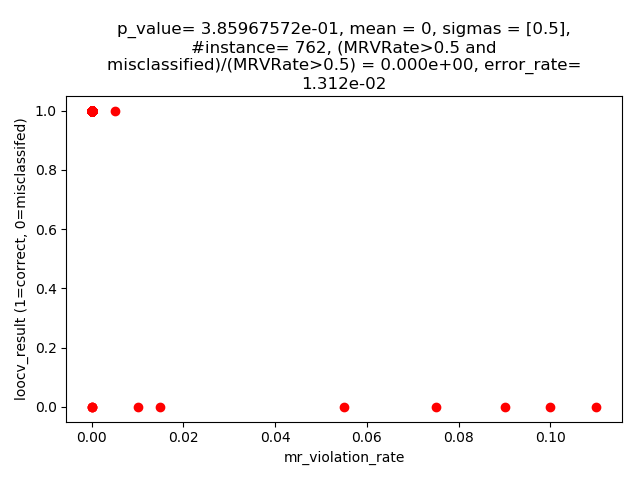 p_value= 3.85967572e-01, mean = 0, sigmas = [0.5],
#instance= 762, (MRVRate>0.5 and
misclassified)/(MRVRate>0.5) = 0.000e+00, error_rate=
1.312e-02
loocv_result (1=correct, 0=misclassifed)
1.0
0.8
0.6
0.4
0.2
0.0
0.00 0.02 0.04 0.06 0.08 0.10
mr_violation_rate